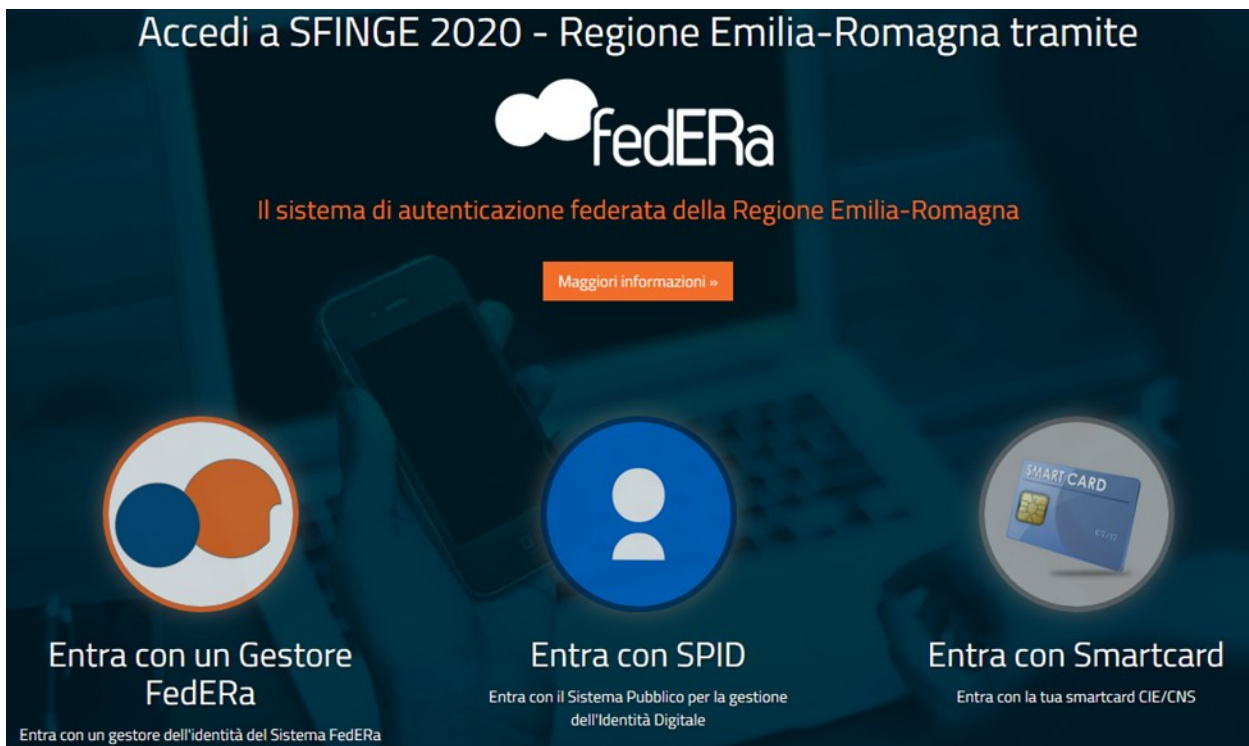 Accedi a SFINGE 2020 - Regione Emilia-Romagna tramite
fedERa
Il sistema di autenticazione federata della Regione Emilia-Romagna
Maggiori informazioni »
SMART CARD
Entra con un Gestore
FedERa
Entra con un gestore dell'identità del Sistema FedERa
Entra con SPID
Entra con il Sistema Pubblico per la gestione
dell'Identità Digitale
Entra con Smartcard
Entra con la tua smartcard CIE/CNS